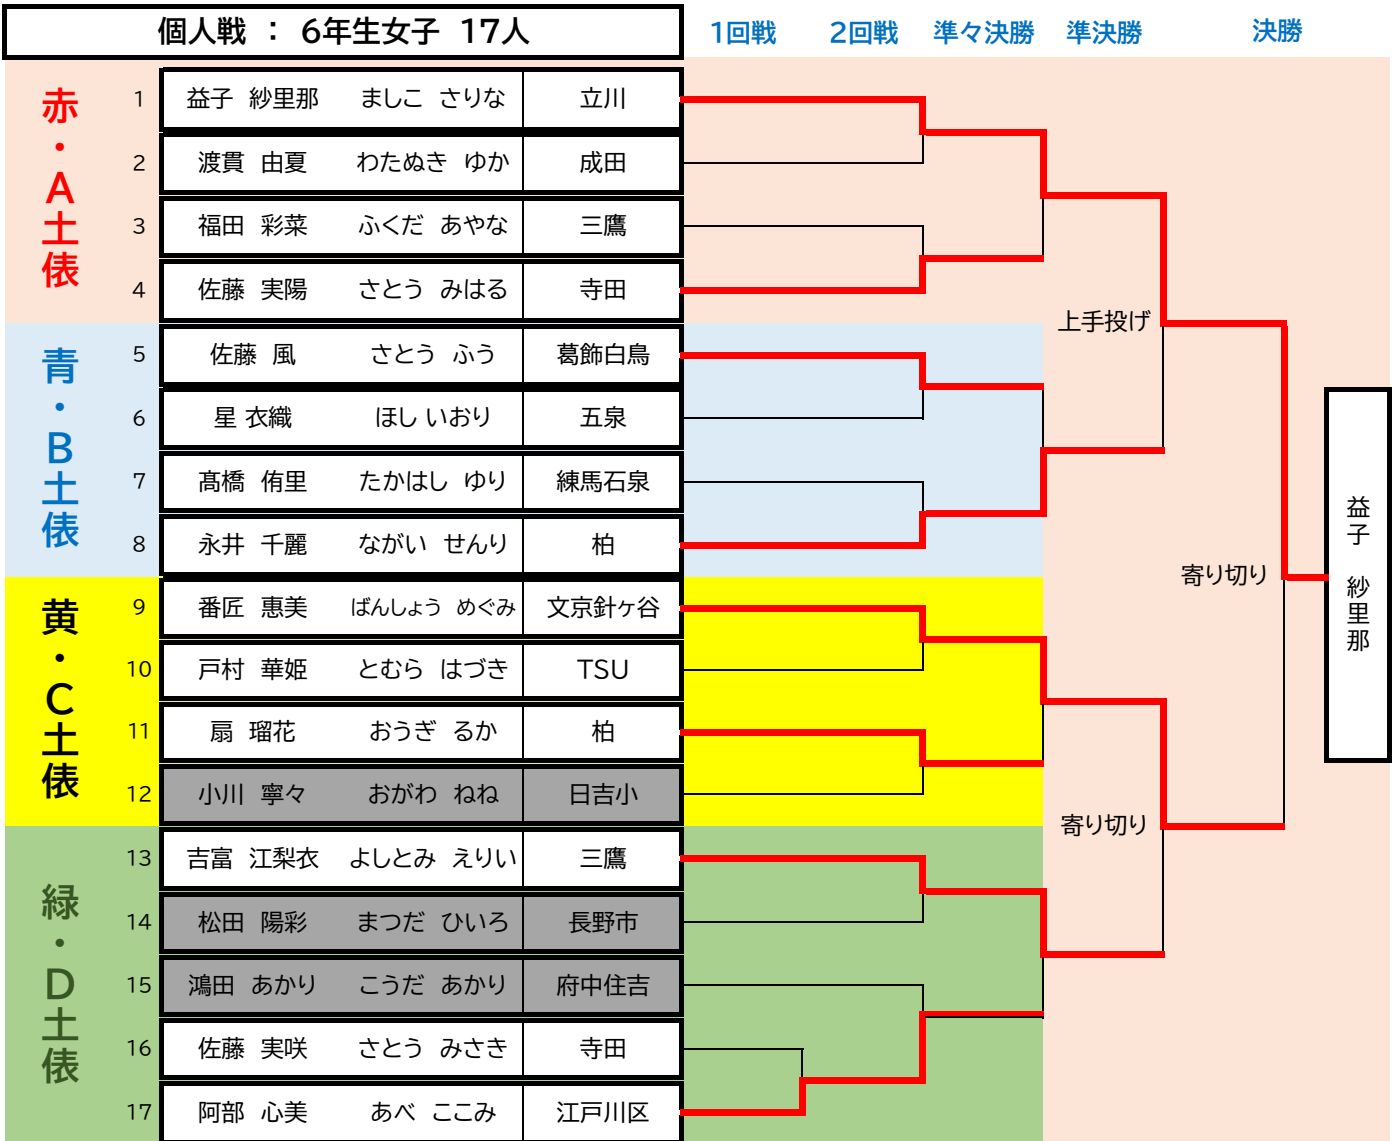 個人戦 ： 6年生女子 17人
1回戦 2回戦 準々決勝 準決勝 決勝
赤・A土俵
1 益子 紗里那 ましこ さりな 立川
2 渡貫 由夏 わたぬき ゆか 成田
3 福田 彩菜 ふくだ あやな 三鷹
4 佐藤 実陽 さとう みはる 寺田
上手投げ
青・B土俵
5 佐藤 風 さとう ふう 葛飾白鳥
6 星 衣織 ほし いおり 五泉
7 髙橋 侑里 たかはし ゆり 練馬石泉
8 永井 千麗 ながい せんり 柏
寄り切り
益子 紗里那
黄・C土俵
9 番匠 惠美 ばんしょう めぐみ 文京針ヶ谷
10 戸村 華姫 とむら はづき TSU
11 扇 瑠花 おうぎ るか 柏
12 小川 寧々 おがわ ねね 日吉小
寄り切り
緑・D土俵
13 吉富 江梨衣 よしとみ えりい 三鷹
14 松田 陽彩 まつだ ひいろ 長野市
15 鴻田 あかり こうだ あかり 府中住吉
16 佐藤 実咲 さとう みさき 寺田
17 阿部 心美 あべ ここみ 江戸川区